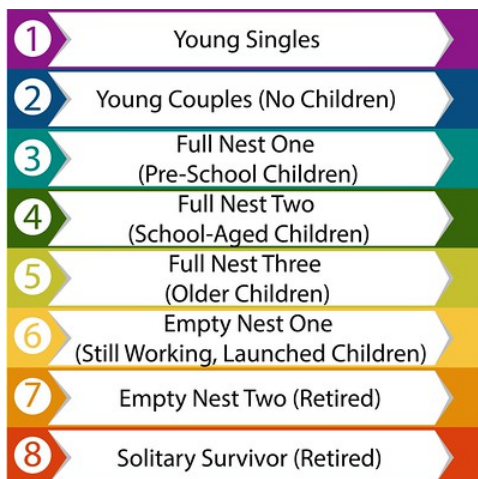 1 Young Singles
2 Young Couples (No Children)
3 Full Nest One
(Pre-School Children)
4 Full Nest Two
(School-Aged Children)
5 Full Nest Three
(Older Children)
6 Empty Nest One
(Still Working, Launched Children)
7 Empty Nest Two (Retired)
8 Solitary Survivor (Retired)